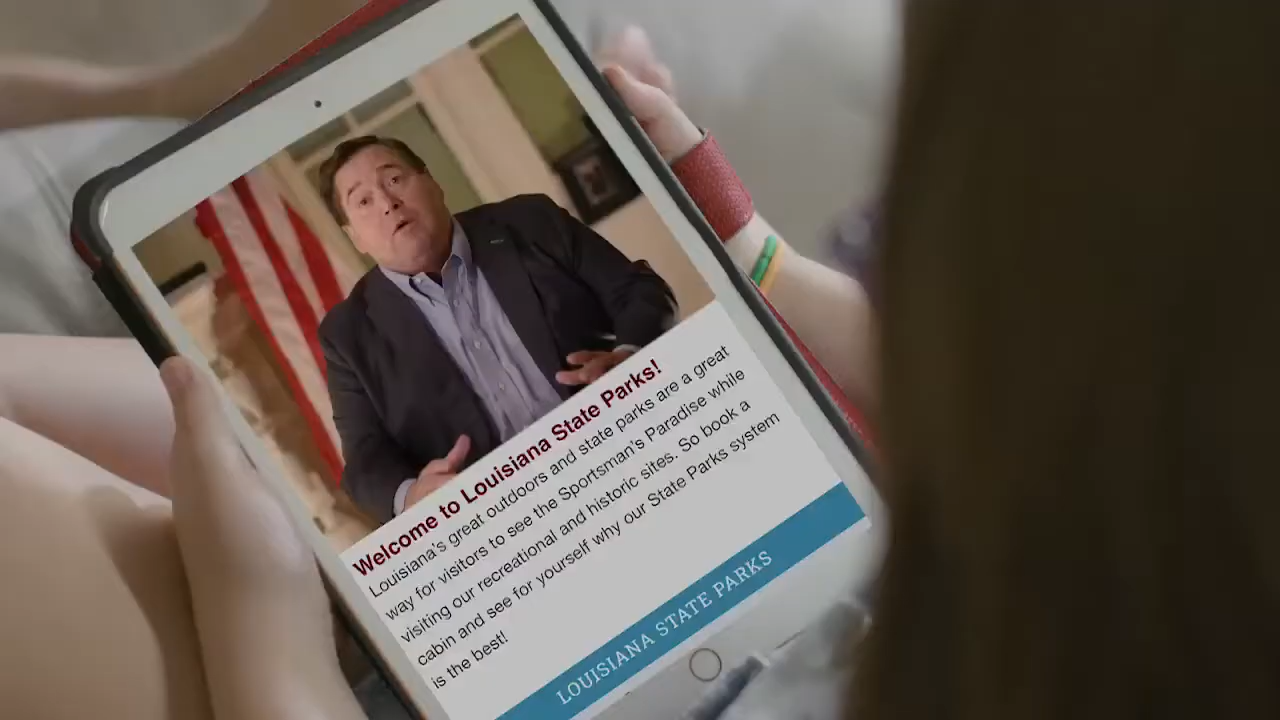 Welcome to Louisiana State Parks!
Louisiana's great outdoors and state parks are a great
way for visitors to see the Sportsman's Paradise while
visiting our recreational and historic sites. So book a
cabin and see for yourself why our State Parks system
is the best!
LOUISIANA STATE PARKS